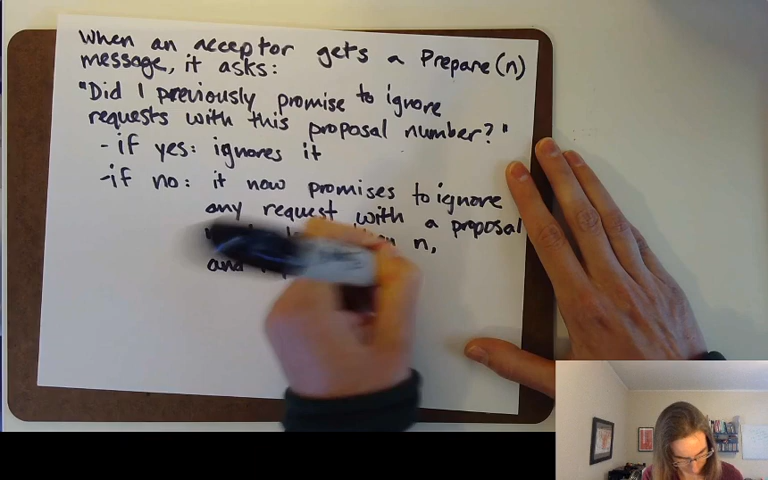 When an acceptor gets a Prepare(n)
message, it asks:
"Did I previously promise to ignore
requests with this proposal number?"
- if yes: ignores it
-if no: it now promises to ignore
any request with a proposal
n,
and